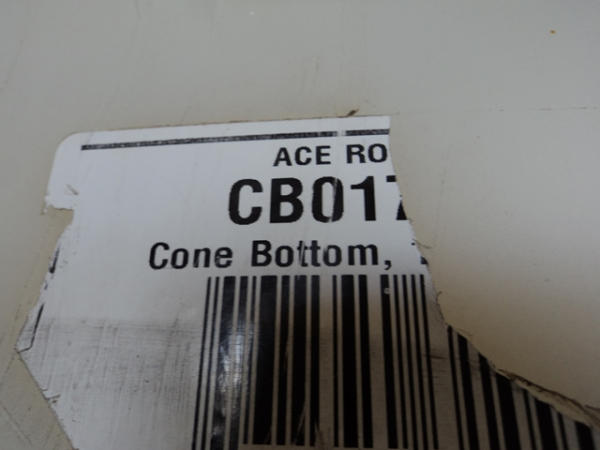 ACE RO
CB017
Cone Bottom,